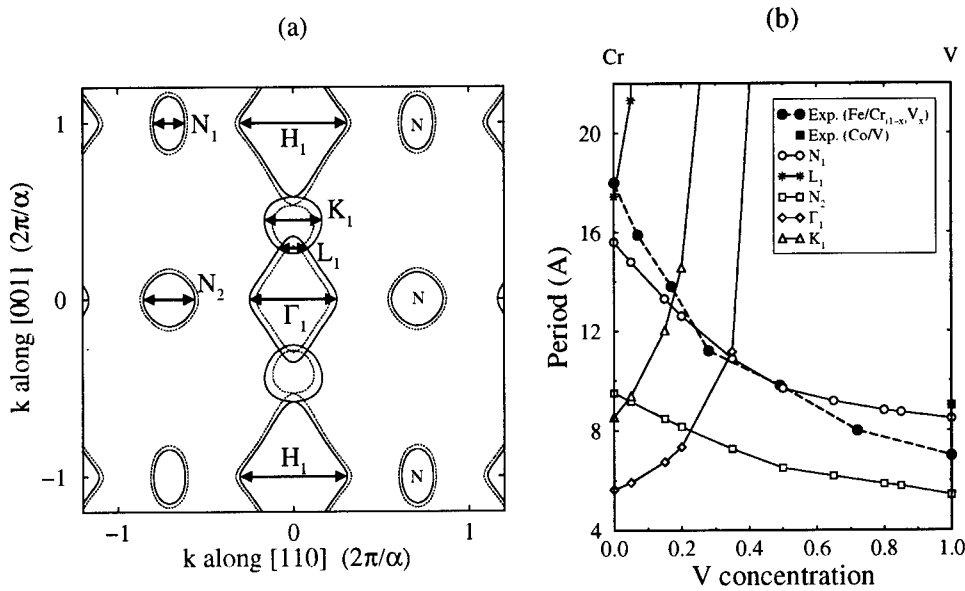 (a)
1
0
−1
−1
0
1
k along [001] (2π/α)
k along [110] (2π/α)
N₁
N
H₁
K₁
L₁
N₂
Γ₁
N
H₁
N
(b)
Cr
V
20
16
12
8
4
0.0
0.2
0.4
0.6
0.8
1.0
Period (A)
V concentration
Exp. (Fe/Cr₍₁₋ₓ₎Vₓ)
Exp. (Co/V)
N₁
L₁
N₂
Γ₁
K₁